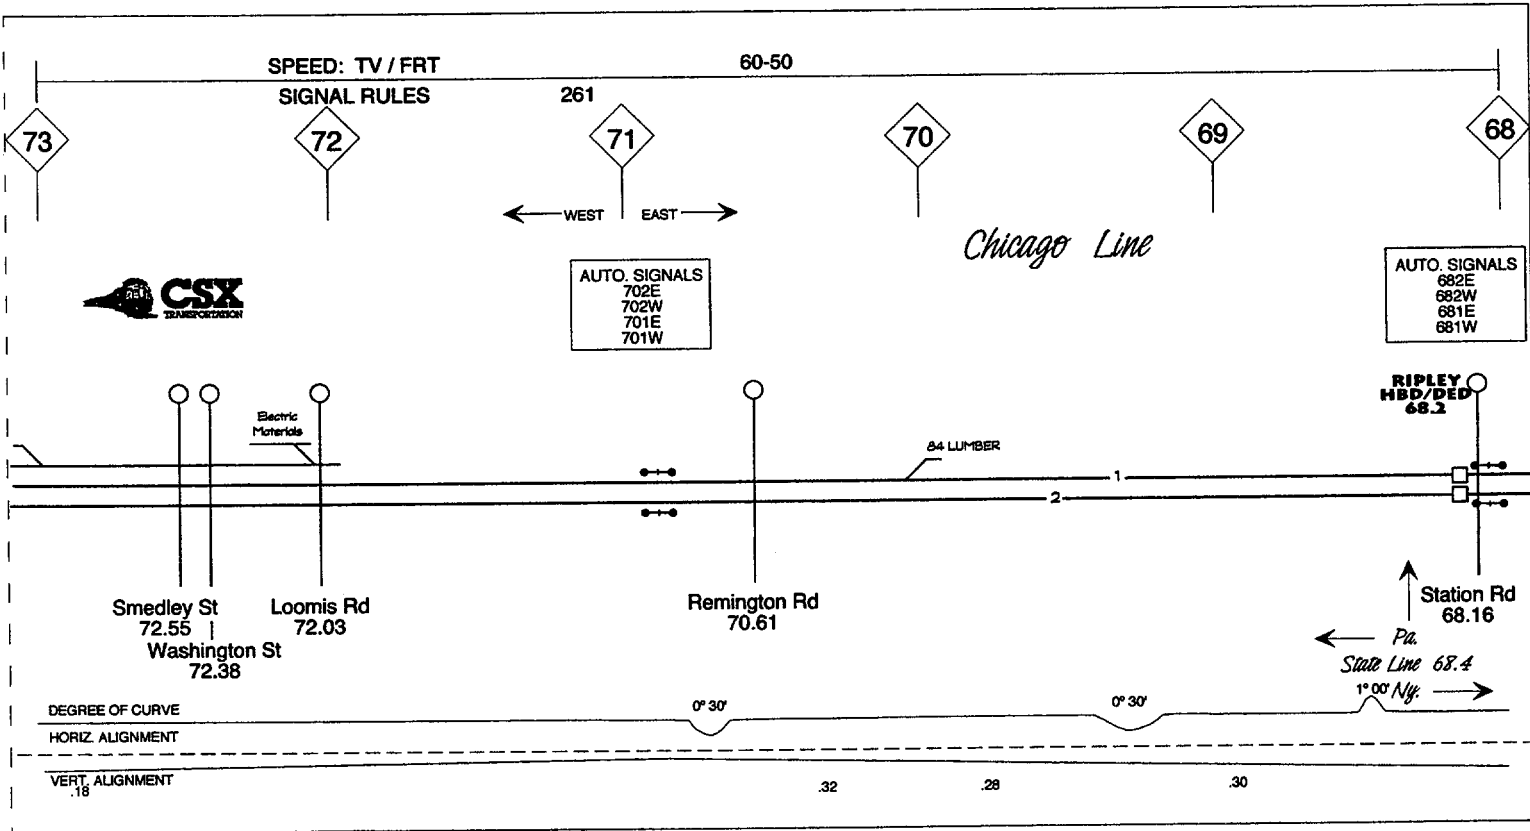 SPEED: TV / FRT 60-50
SIGNAL RULES 261
73 72 71 70 69 68
WEST EAST
Chicago Line
CSX
TRANSPORTATION
AUTO. SIGNALS
702E
702W
701E
701W
AUTO. SIGNALS
682E
682W
681E
681W
RIPLEY
HBD/DED
68.2
Electric
Materials
84 LUMBER
1
2
Smedley St
72.55
Washington St
72.38
Loomis Rd
72.03
Remington Rd
70.61
Station Rd
68.16
Pa.
State Line 68.4
Ny.
DEGREE OF CURVE 0° 30' 0° 30' 1° 00'
HORIZ. ALIGNMENT
VERT. ALIGNMENT
.18 .32 .28 .30